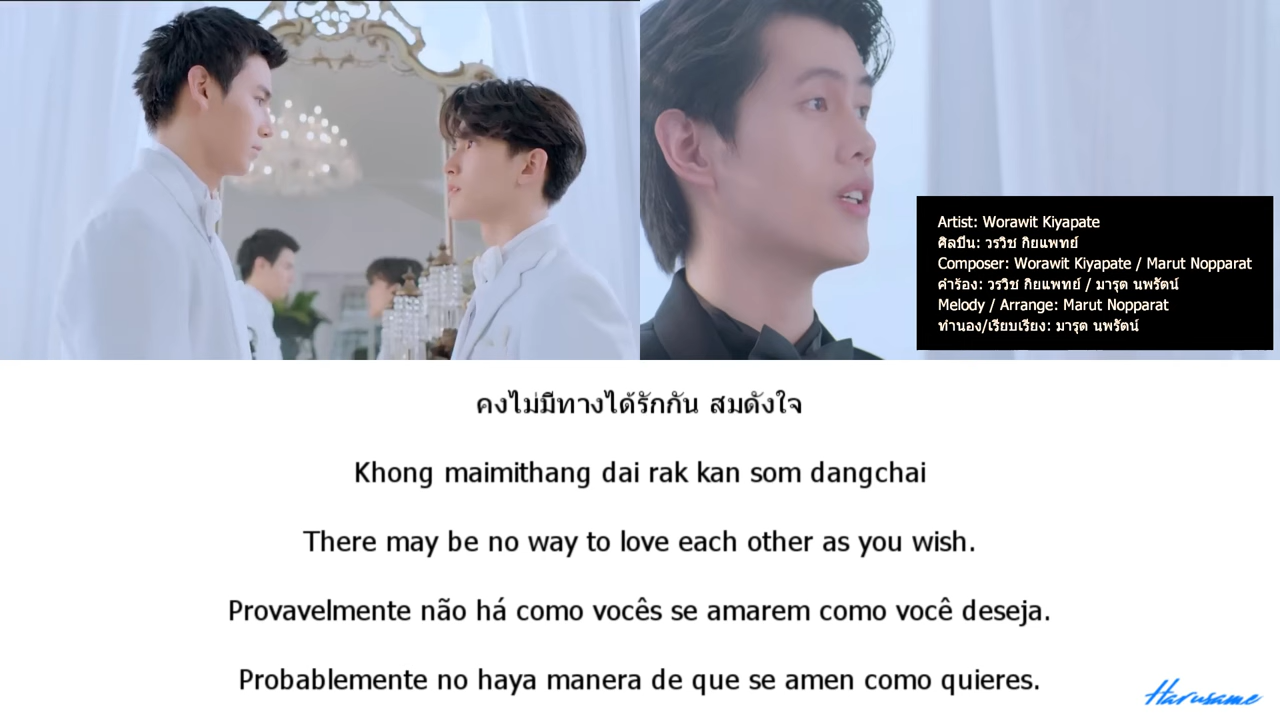 Artist: Worawit Kiyapate
ศิลปิน: วรวิช กิยแพทย์
Composer: Worawit Kiyapate / Marut Nopparat
คำร้อง: วรวิช กิยแพทย์ / มารุต นพรัตน์
Melody / Arrange: Marut Nopparat
ทำนอง/เรียบเรียง: มารุต นพรัตน์
คงไม่มีทางได้รักกัน สมดังใจ
Khong maimithang dai rak kan som dangchai
There may be no way to love each other as you wish.
Provavelmente não há como vocês se amarem como você deseja.
Probablemente no haya manera de que se amen como quieres.
Harusame